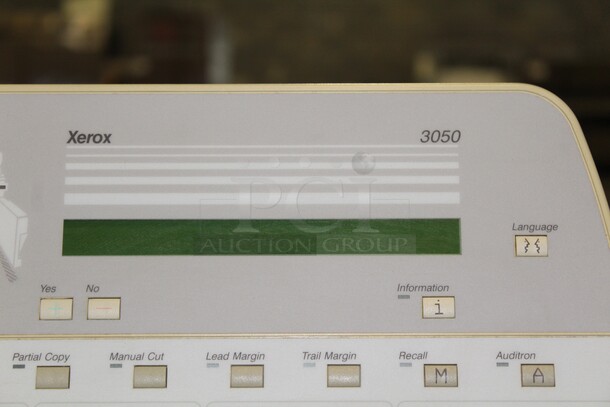 Xerox 3050
PCI
AUCTION GROUP
Language
Yes No Information
+ − i
Partial Copy Manual Cut Lead Margin Trail Margin Recall Auditron
M A